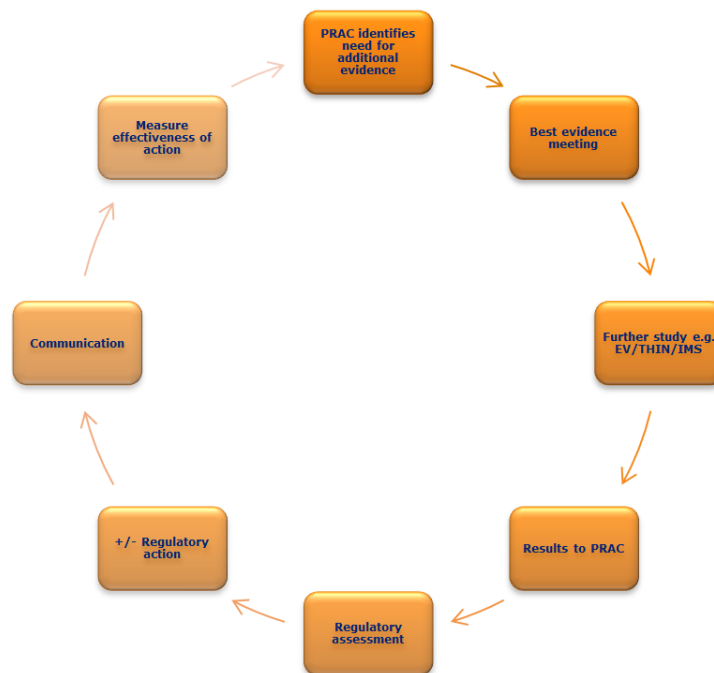 PRAC identifies
need for
additional
evidence
Best evidence
meeting
Further study e.g.
EV/THIN/IMS
Results to PRAC
Regulatory
assessment
+/- Regulatory
action
Communication
Measure
effectiveness of
action